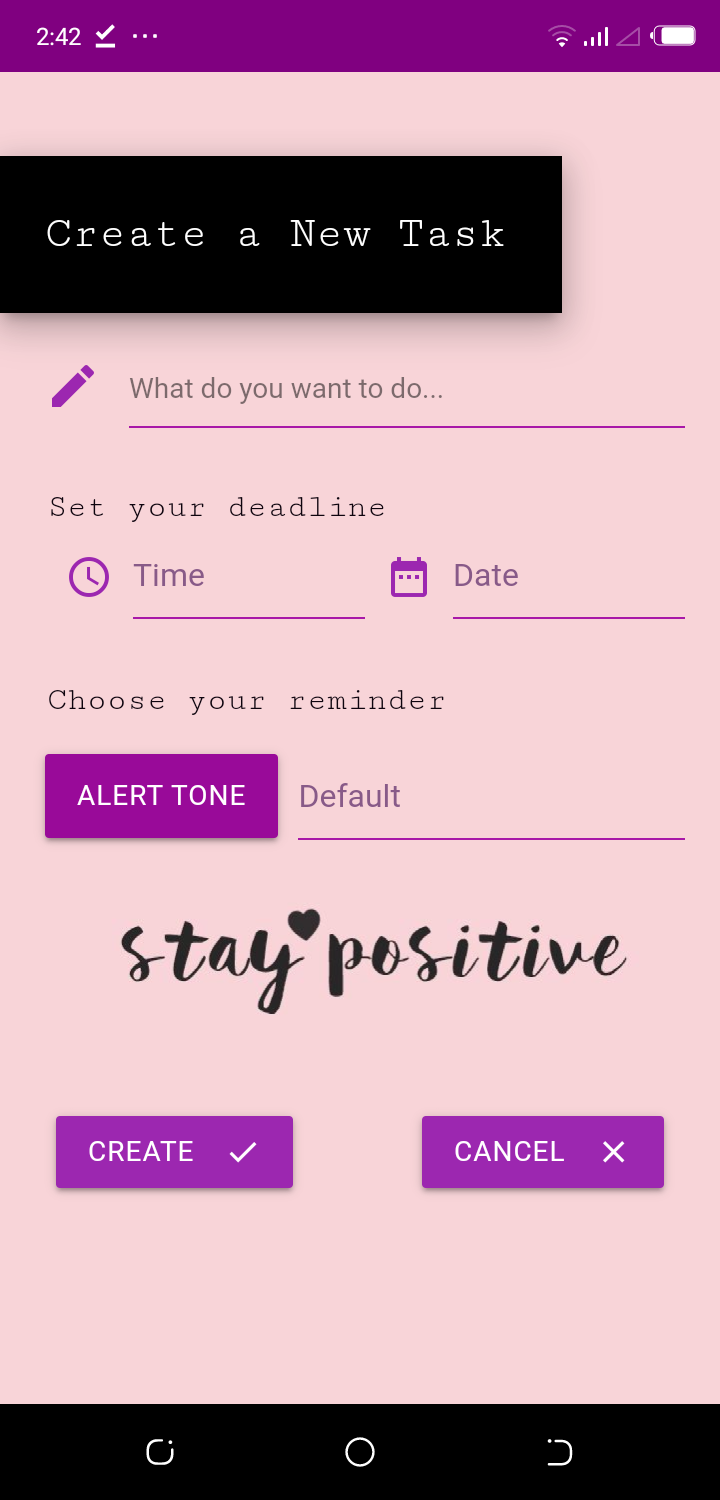 2:42
Create a New Task
What do you want to do...
Set your deadline
Time Date
Choose your reminder
ALERT TONE Default
stay positive
CREATE CANCEL